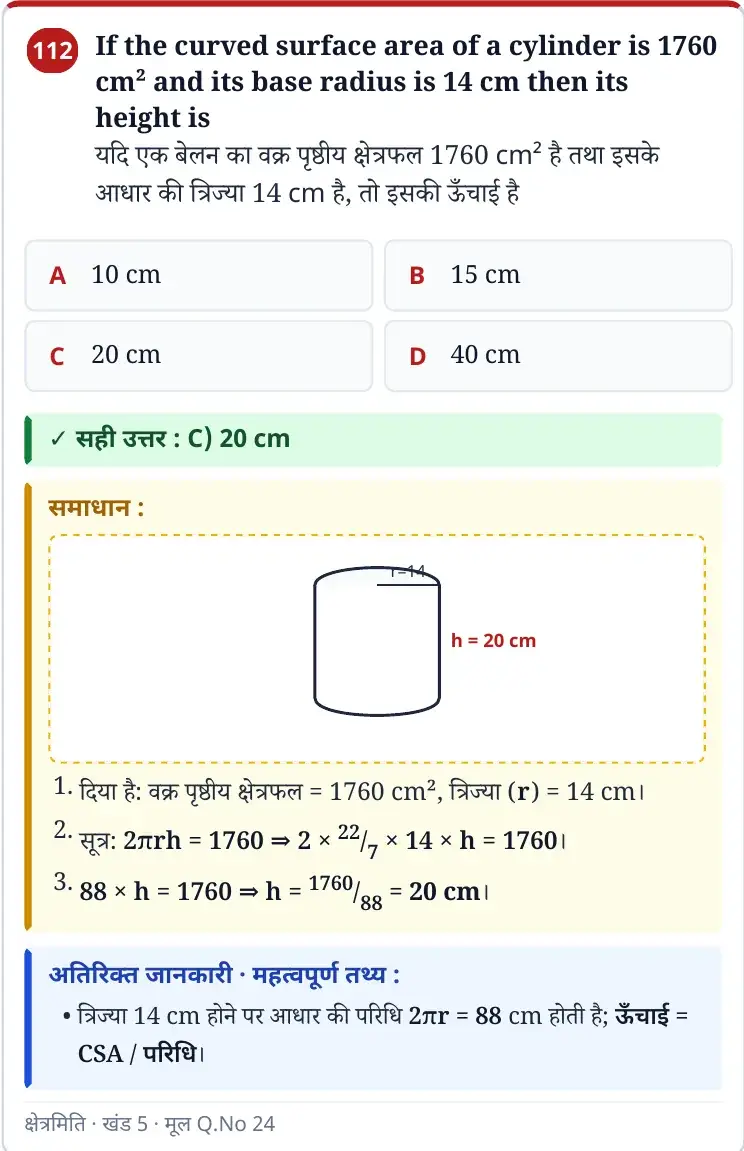 112 If the curved surface area of a cylinder is 1760
cm² and its base radius is 14 cm then its
height is
यदि एक बेलन का वक्र पृष्ठीय क्षेत्रफल 1760 cm² है तथा इसके
आधार की त्रिज्या 14 cm है, तो इसकी ऊँचाई है
A 10 cm B 15 cm
C 20 cm D 40 cm
✓ सही उत्तर : C) 20 cm
समाधान :
r=14
h = 20 cm
1. दिया है: वक्र पृष्ठीय क्षेत्रफल = 1760 cm², त्रिज्या (r) = 14 cm।
2. सूत्र: 2πrh = 1760 ⇒ 2 × ²²/₇ × 14 × h = 1760।
3. 88 × h = 1760 ⇒ h = ¹⁷⁶⁰/₈₈ = 20 cm।
अतिरिक्त जानकारी · महत्वपूर्ण तथ्य :
• त्रिज्या 14 cm होने पर आधार की परिधि 2πr = 88 cm होती है; ऊँचाई =
CSA / परिधि।
क्षेत्रमिति · खंड 5 · मूल Q.No 24